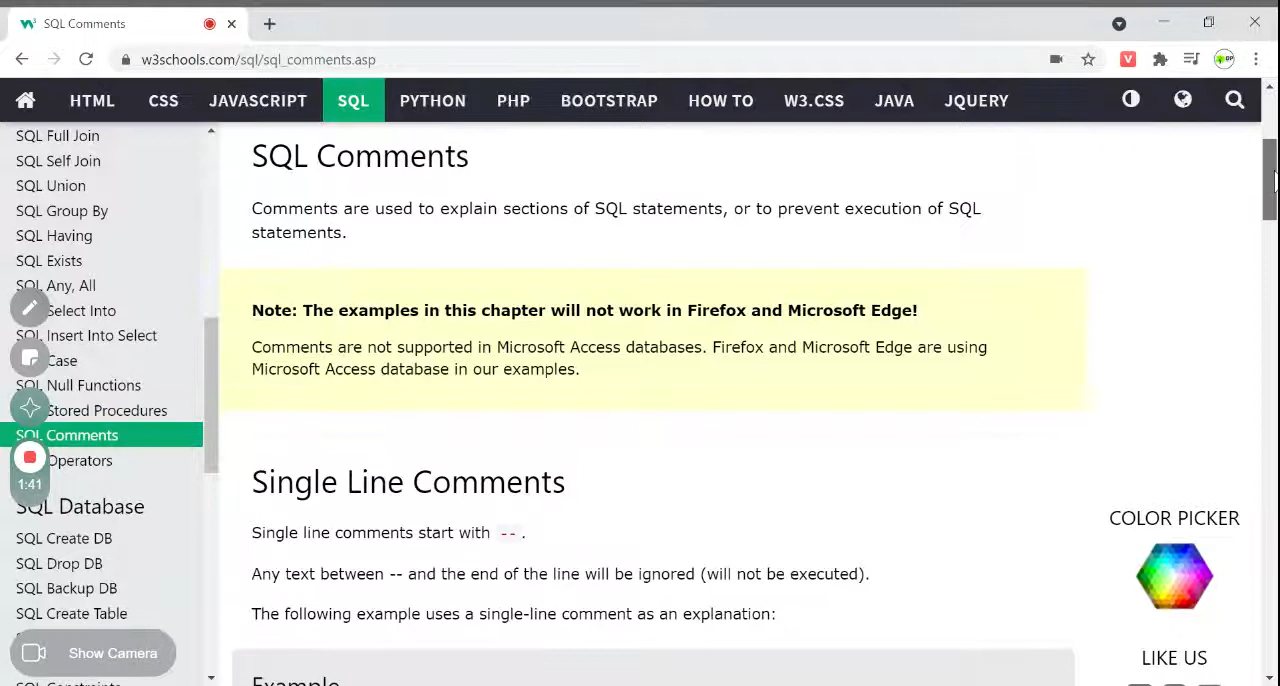 SQL Comments
w3schools.com/sql/sql_comments.asp
V
HTML CSS JAVASCRIPT SQL PYTHON PHP BOOTSTRAP HOW TO W3.CSS JAVA JQUERY
SQL Full Join
SQL Self Join
SQL Union
SQL Group By
SQL Having
SQL Exists
SQL Any, All
Select Into
SQL Insert Into Select
Case
SQL Null Functions
Stored Procedures
SQL Comments
Operators
1:41
SQL Database
SQL Create DB
SQL Drop DB
SQL Backup DB
SQL Create Table
Show Camera
SQL Comments
Comments are used to explain sections of SQL statements, or to prevent execution of SQL
statements.
Note: The examples in this chapter will not work in Firefox and Microsoft Edge!
Comments are not supported in Microsoft Access databases. Firefox and Microsoft Edge are using
Microsoft Access database in our examples.
Single Line Comments
Single line comments start with --.
Any text between -- and the end of the line will be ignored (will not be executed).
The following example uses a single-line comment as an explanation:
Example
COLOR PICKER
LIKE US